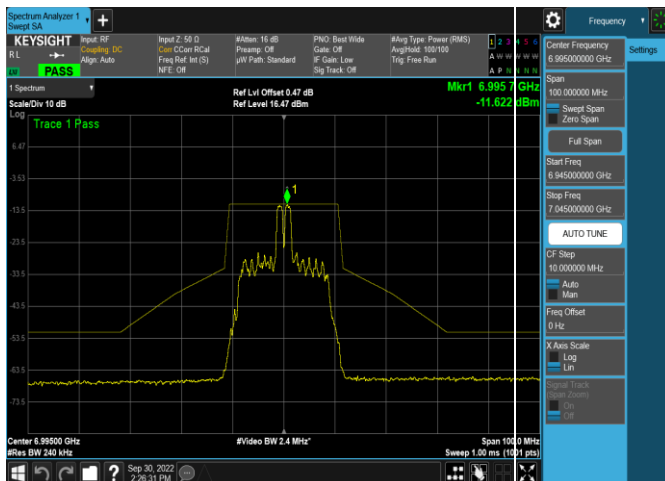 Spectrum Analyzer 1
Swept SA
+
Frequency
KEYSIGHT
RL
LXI
PASS
Input: RF
Coupling: DC
Align: Auto
Input Z: 50 Ω
Corr CCorr RCal
Freq Ref: Int (S)
NFE: Off
#Atten: 16 dB
Preamp: Off
µW Path: Standard
PNO: Best Wide
Gate: Off
IF Gain: Low
Sig Track: Off
#Avg Type: Power (RMS)
Avg|Hold: 100/100
Trig: Free Run
1 2 3 4 5 6
A W W W W W
A P N N N N
1 Spectrum
Scale/Div 10 dB
Ref Lvl Offset 0.47 dB
Ref Level 16.47 dBm
Mkr1 6.995 7 GHz
-11.622 dBm
Log
Trace 1 Pass
1
6.47
-3.53
-13.5
-23.5
-33.5
-43.5
-53.5
-63.5
-73.5
Center 6.99500 GHz
#Res BW 240 kHz
#Video BW 2.4 MHz*
Span 100.0 MHz
Sweep 1.00 ms (1001 pts)
Sep 30, 2022
2:26:31 PM
Center Frequency
6.995000000 GHz
Settings
Span
100.000000 MHz
Swept Span
Zero Span
Full Span
Start Freq
6.945000000 GHz
Stop Freq
7.045000000 GHz
AUTO TUNE
CF Step
10.000000 MHz
Auto
Man
Freq Offset
0 Hz
X Axis Scale
Log
Lin
Signal Track
(Span Zoom)
On
Off